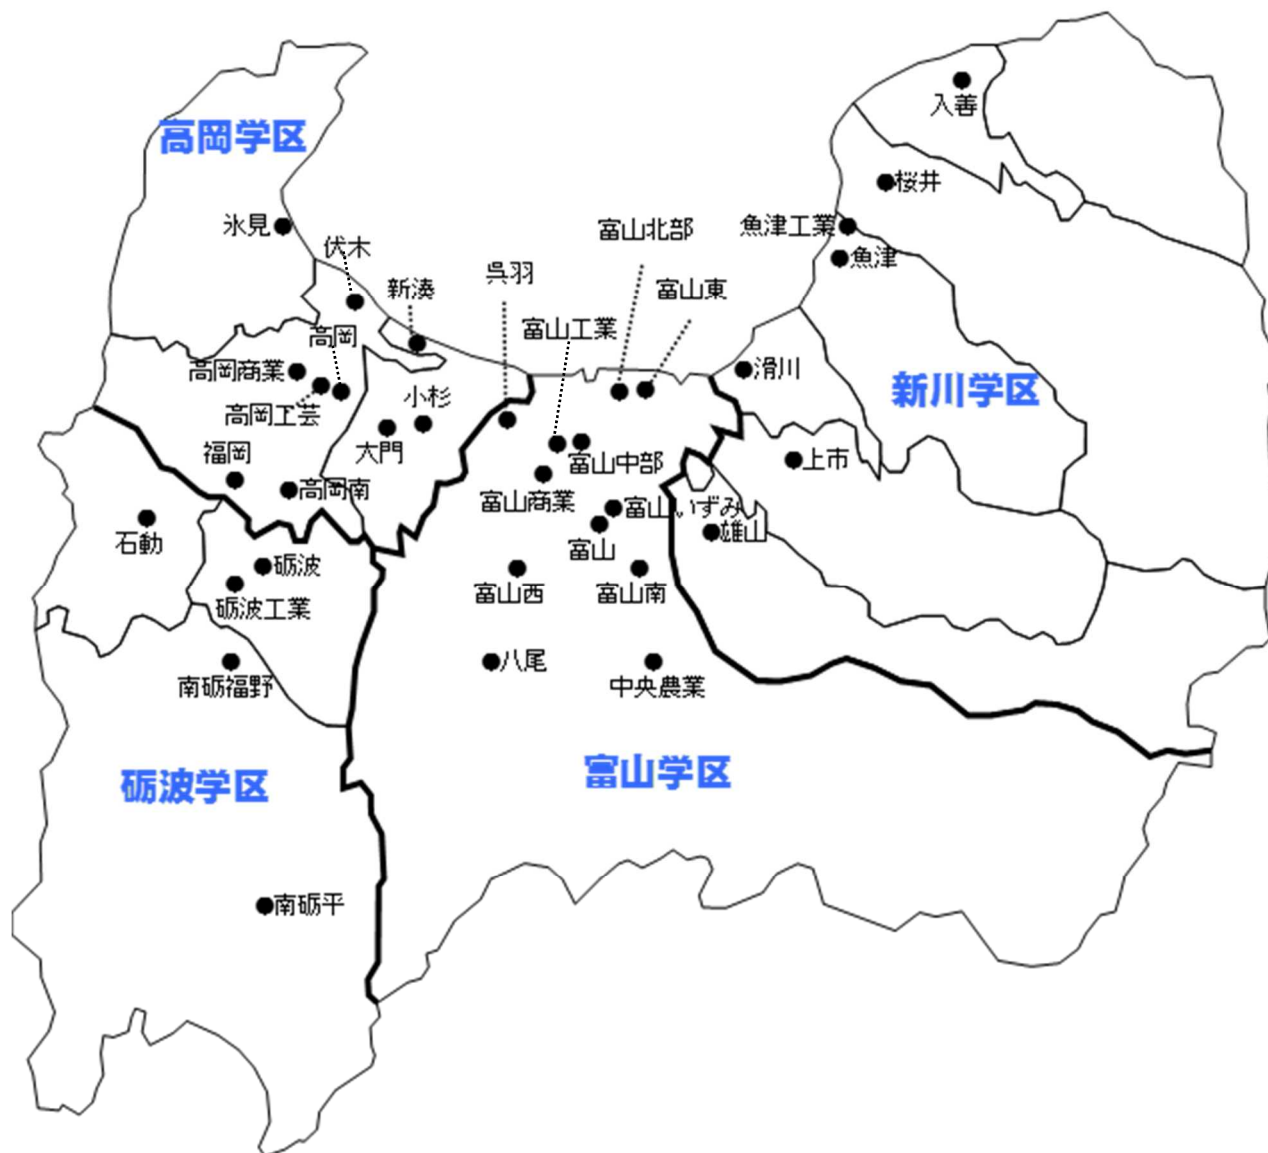 入善
高岡学区
桜井
氷見
伏木
富山北部
魚津工業
魚津
新湊
呉羽
富山東
富山工業
高岡
高岡商業
滑川
新川学区
小杉
高岡工芸
大門
福岡
富山中部
上市
高岡南
富山商業
富山いずみ
雄山
石動
富山
砺波
砺波工業
富山西
富山南
南砺福野
八尾
中央農業
砺波学区
富山学区
南砺平